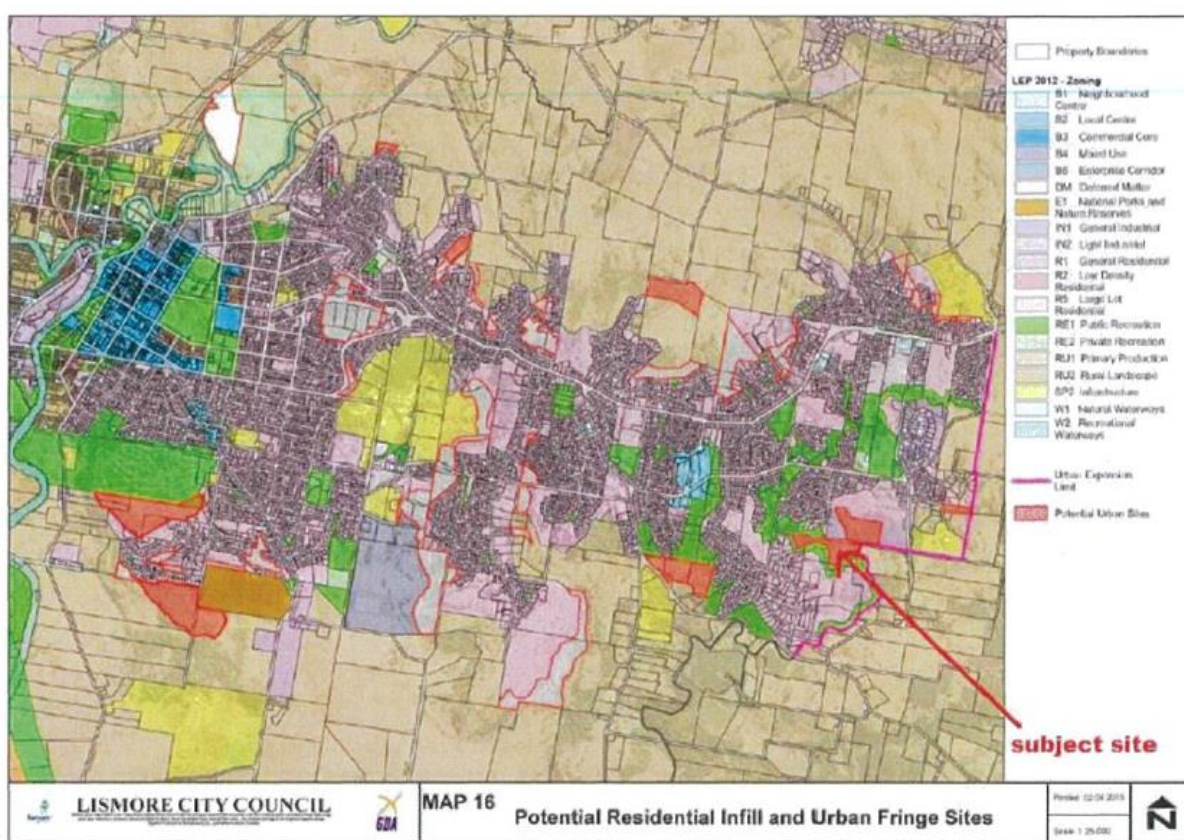 Property Boundaries
LEP 2012 - Zoning
B1 Neighbourhood
Centre
B2 Local Centre
B3 Commercial Core
B4 Mixed Use
B6 Enterprise Corridor
DM Deferred Matter
E1 National Parks and
Nature Reserves
IN1 General Industrial
IN2 Light Industrial
R1 General Residential
R2 Low Density
Residential
R5 Large Lot
Residential
RE1 Public Recreation
RE2 Private Recreation
RU1 Primary Production
RU2 Rural Landscape
SP2 Infrastructure
W1 Natural Waterways
W2 Recreational
Waterways
Urban Expansion
Limit
Potential Urban Sites
subject site
LISMORE CITY COUNCIL
GDA
MAP 16
Potential Residential Infill and Urban Fringe Sites
N